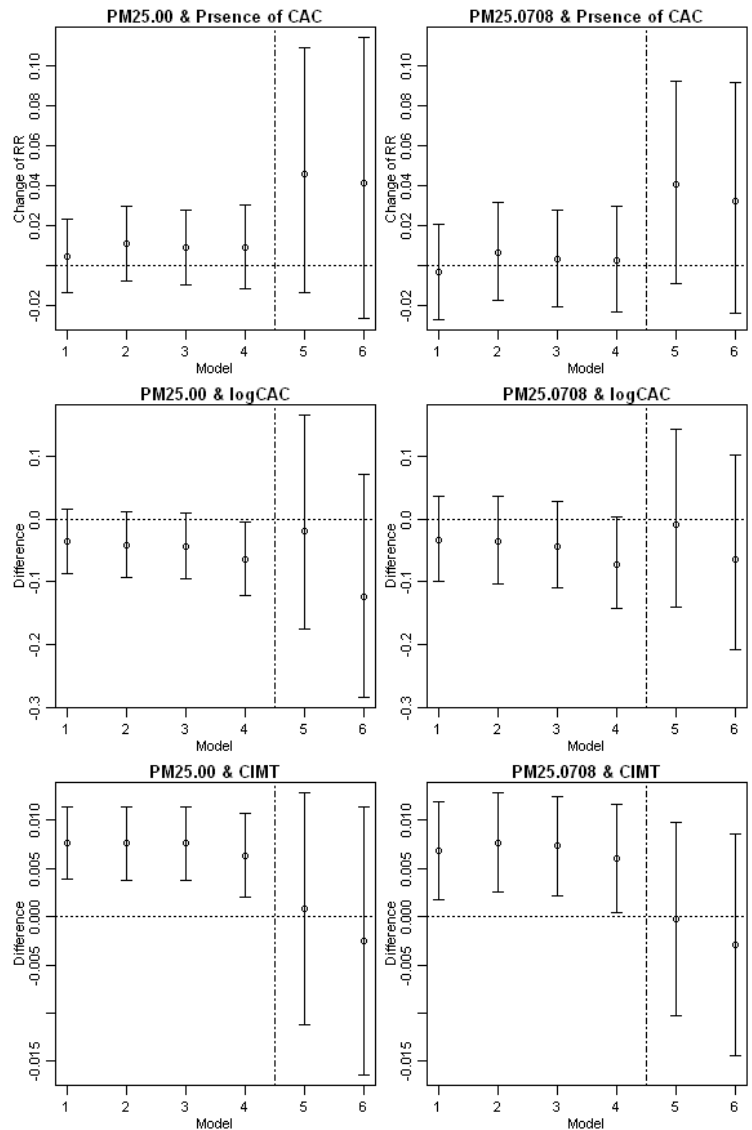 PM25.00 & Prsence of CAC
Change of RR
0.10
0.08
0.06
0.04
0.02
-0.02
1 2 3 4 5 6
Model
PM25.0708 & Prsence of CAC
Change of RR
0.10
0.08
0.06
0.04
0.02
-0.02
1 2 3 4 5 6
Model
PM25.00 & logCAC
Difference
0.1
0.0
-0.1
-0.2
-0.3
1 2 3 4 5 6
Model
PM25.0708 & logCAC
Difference
0.1
0.0
-0.1
-0.2
-0.3
1 2 3 4 5 6
Model
PM25.00 & CIMT
Difference
0.010
0.005
0.000
-0.005
-0.015
1 2 3 4 5 6
Model
PM25.0708 & CIMT
Difference
0.010
0.005
0.000
-0.005
-0.015
1 2 3 4 5 6
Model